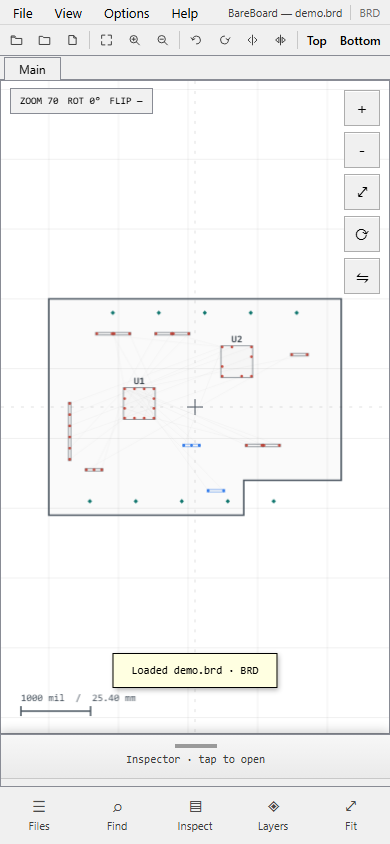 File View Options Help BareBoard — demo.brd BRD
Top Bottom
Main
ZOOM 70 ROT 0° FLIP —
+
-
U2
U1
Loaded demo.brd · BRD
1000 mil / 25.40 mm
Inspector · tap to open
Files Find Inspect Layers Fit